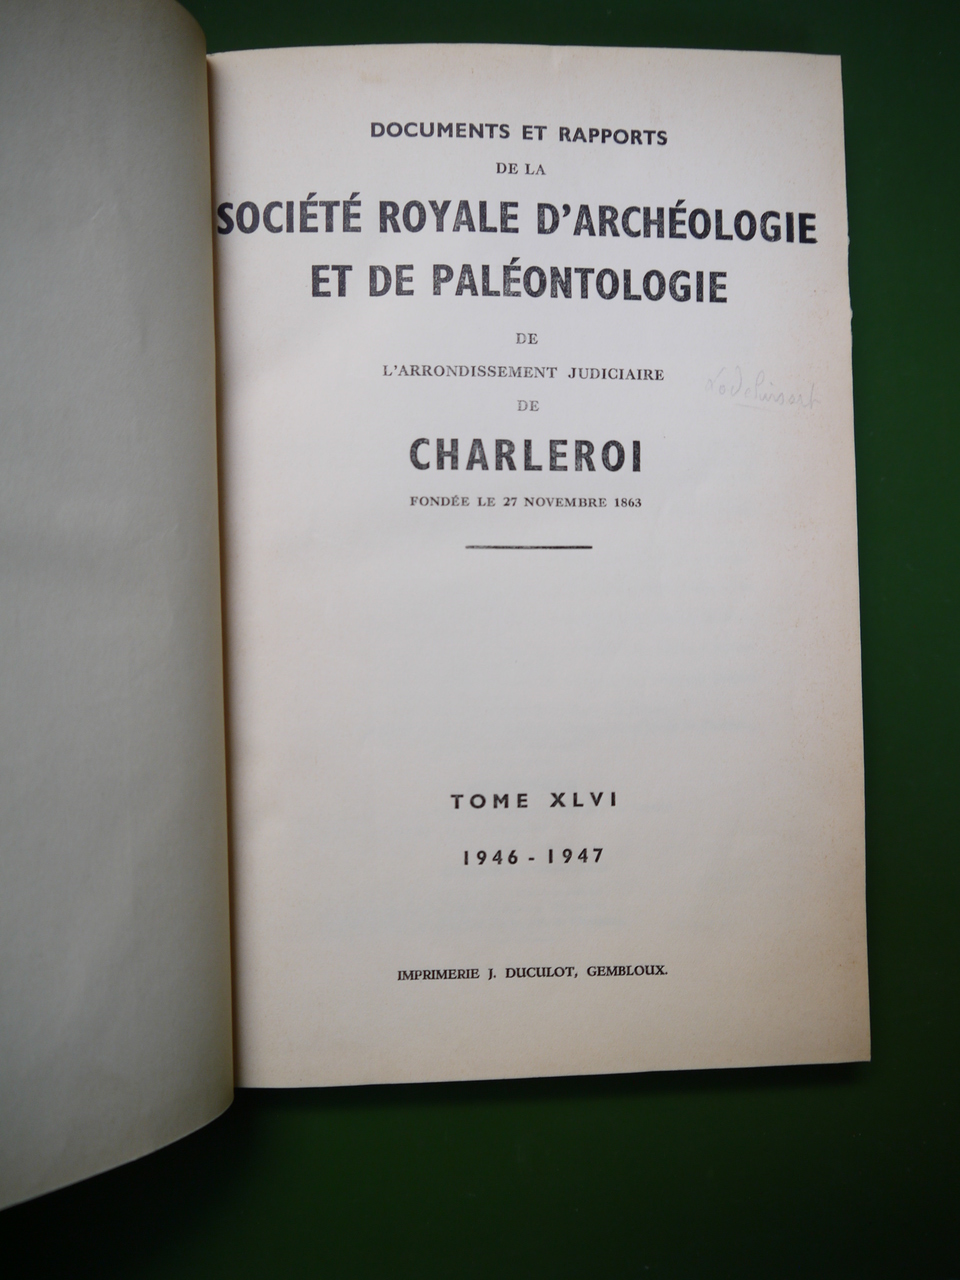 DOCUMENTS ET RAPPORTS
DE LA
SOCIÉTÉ ROYALE D'ARCHÉOLOGIE
ET DE PALÉONTOLOGIE
DE
L'ARRONDISSEMENT JUDICIAIRE
DE
CHARLEROI
FONDÉE LE 27 NOVEMBRE 1863
TOME XLVI
1946 - 1947
IMPRIMERIE J. DUCULOT, GEMBLOUX.